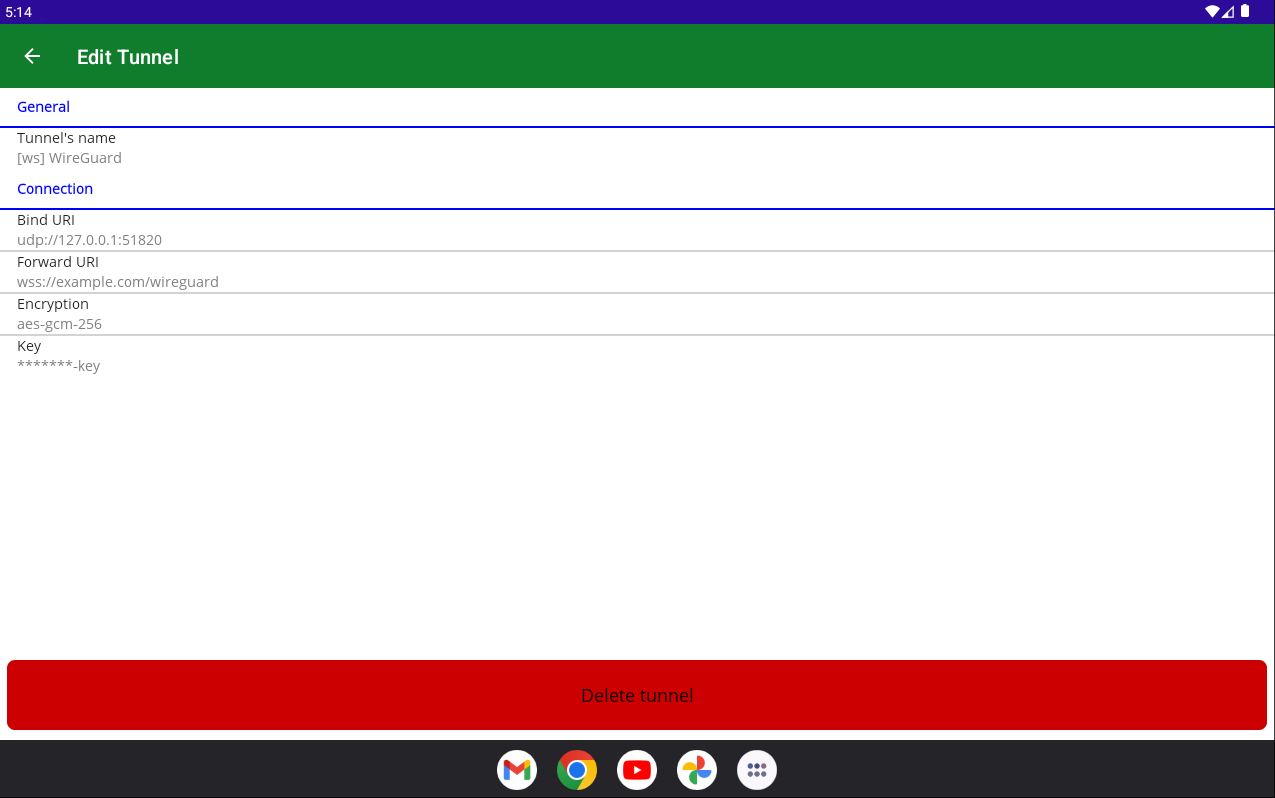 5:14
Edit Tunnel
General
Tunnel's name
[ws] WireGuard
Connection
Bind URI
udp://127.0.0.1:51820
Forward URI
wss://example.com/wireguard
Encryption
aes-gcm-256
Key
*******-key
Delete tunnel